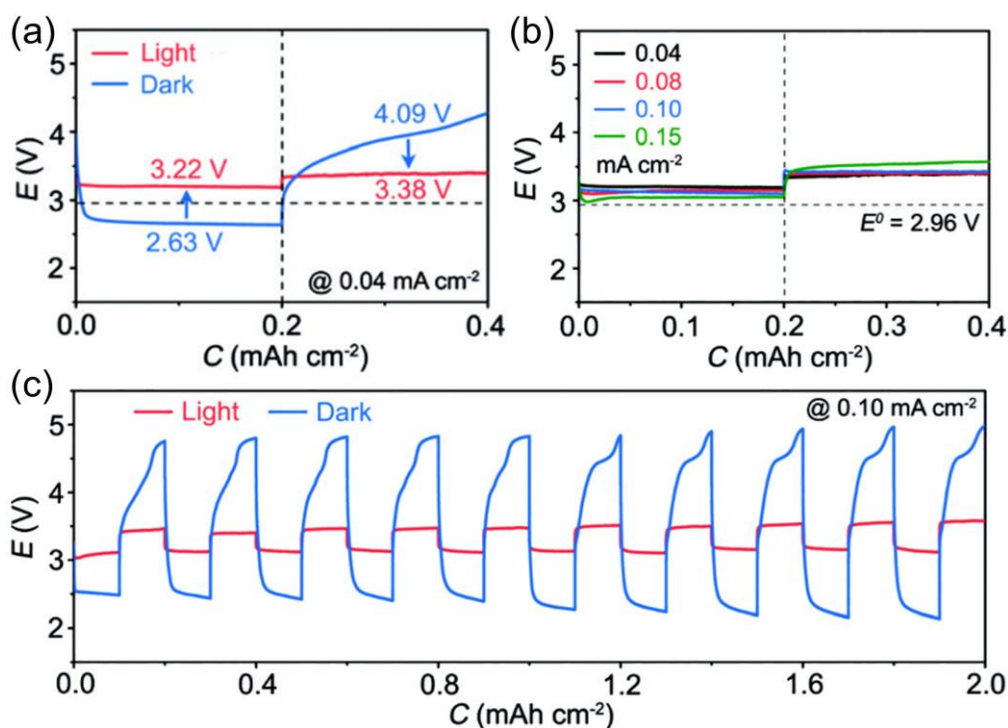 (a)
Light
Dark
3.22 V
2.63 V
4.09 V
3.38 V
@ 0.04 mA cm⁻²
E (V)
5
4
3
2
0.0 0.2 0.4
C (mAh cm⁻²)
(b)
0.04
0.08
0.10
0.15
mA cm⁻²
E⁰ = 2.96 V
E (V)
5
4
3
2
0.0 0.1 0.2 0.3 0.4
C (mAh cm⁻²)
(c)
Light Dark
@ 0.10 mA cm⁻²
E (V)
5
4
3
2
0.0 0.4 0.8 1.2 1.6 2.0
C (mAh cm⁻²)